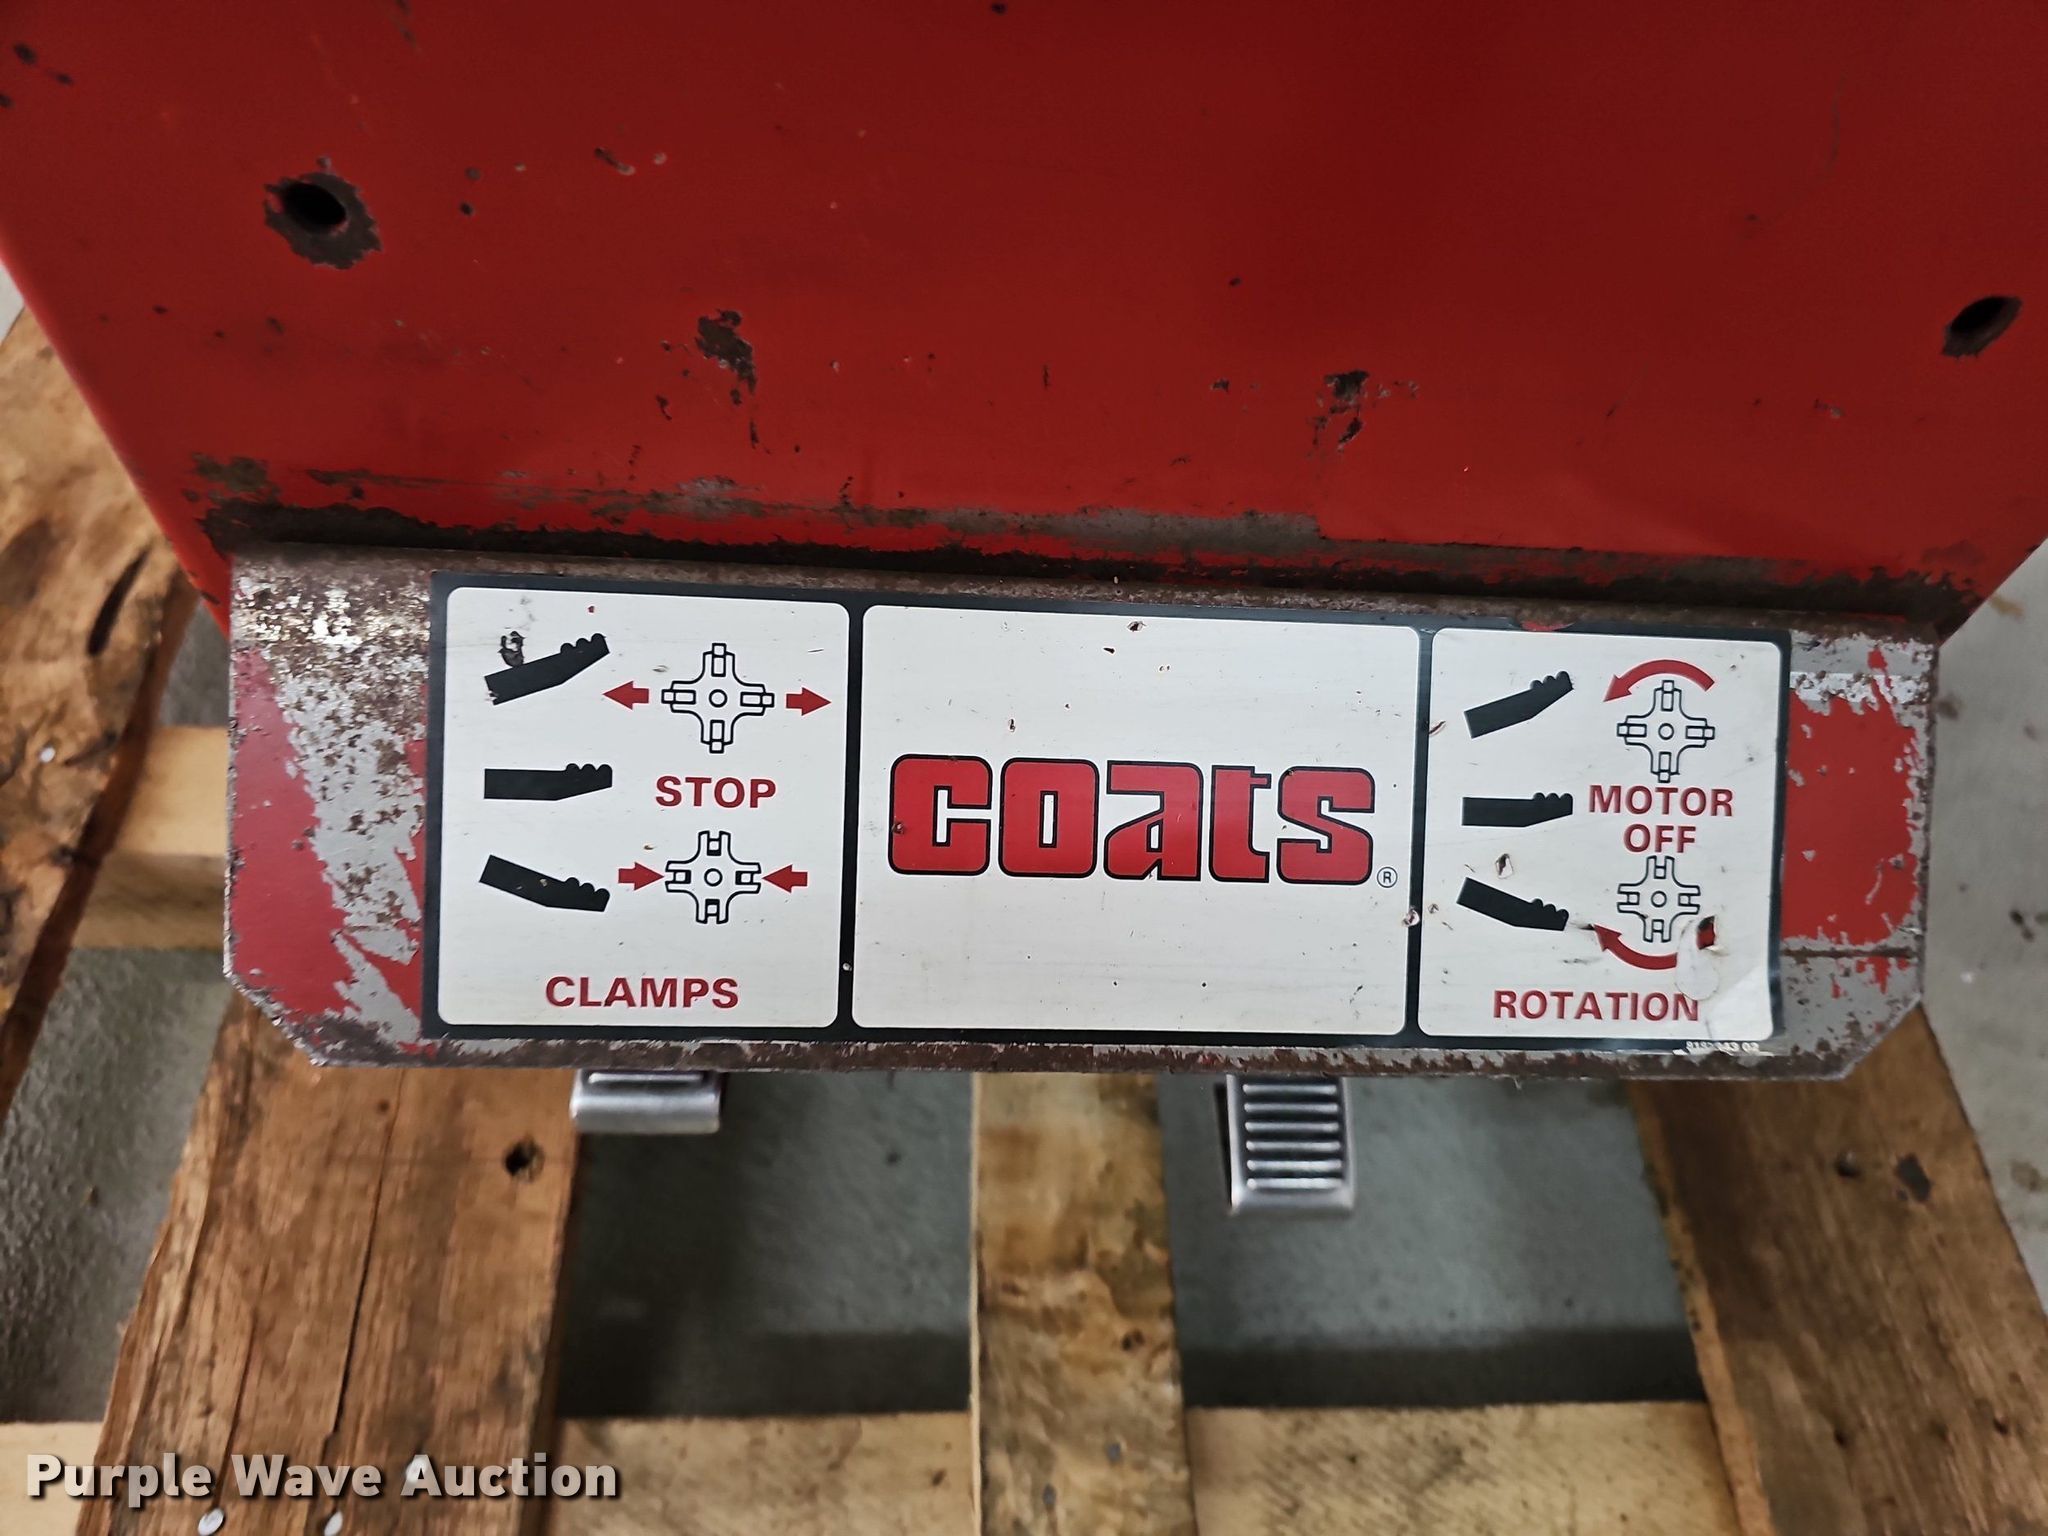 STOP
CLAMPS
coats®
MOTOR
OFF
ROTATION
Purple Wave Auction